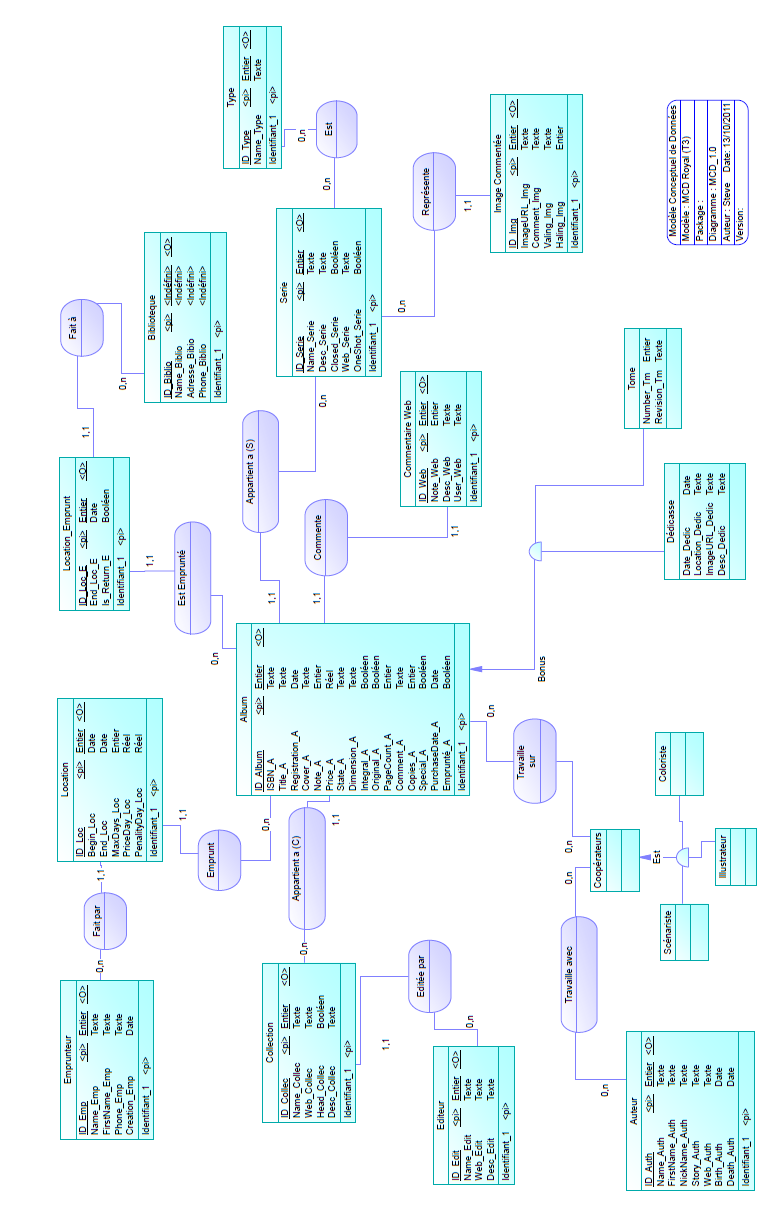 Type
ID_Type <pi> Entier <O>
Name_Type Texte
Identifiant_1 <pi>
0,n
Est
0,n
Serie
ID_Serie <pi> Entier <O>
Name_Serie Texte
Desc_Serie Texte
Closed_Serie Booléen
Web_Serie Texte
OneShot_Serie Booléen
Identifiant_1 <pi>
0,n
Représente
1,1
Image Commentée
ID_Img <pi> Entier <O>
ImageURL_Img Texte
Comment_Img Texte
Valing_Img Texte
Haling_Img Entier
Identifiant_1 <pi>
Modèle Conceptuel de Données
Modèle : MCD Royal (T3)
Package :
Diagramme : MCD_1.0
Auteur : Steve Date: 13/10/2011
Version:
Fait à
0,n
1,1
Biblioteque
ID_Biblio <pi> <Indéfini> <O>
Name_Biblio <Indéfini>
Adresse_Bibio <Indéfini>
Phone_Biblio <Indéfini>
Identifiant_1 <pi>
Location_Emprunt
ID_Loc_E <pi> Entier <O>
End_Loc_E Date
Is_Return_E Booléen
Identifiant_1 <pi>
1,1
Est Emprunté
0,n
Appartient a (S)
0,n
1,1
Commente
1,1
1,1
Commentaire Web
ID_Web <pi> Entier <O>
Note_Web Entier
Desc_Web Texte
User_Web Texte
Identifiant_1 <pi>
Tome
Number_Tm Entier
Revision_Tm Texte
Dédicasse
Date_Dedic Date
Location_Dedic Texte
ImageURL_Dedic Texte
Desc_Dedic Texte
Bonus
Album
ID_Album <pi> Entier <O>
ISBN_A Texte
Title_A Texte
Registration_A Date
Cover_A Texte
Note_A Entier
Price_A Réel
State_A Texte
Dimension_A Texte
Integral_A Booléen
Original_A Booléen
PageCount_A Entier
Comment_A Texte
Copies_A Entier
Special_A Booléen
PurchaseDate_A Date
Emprunté_A Booléen
Identifiant_1 <pi>
Location
ID_Loc <pi> Entier <O>
Begin_Loc Date
End_Loc Date
MaxDays_Loc Entier
PriceDay_Loc Réel
PenalityDay_Loc Réel
Identifiant_1 <pi>
1,1
Emprunt
0,n
1,1
Fait par
0,n
Emprunteur
ID_Emp <pi> Entier <O>
Name_Emp Texte
FirstName_Emp Texte
Phone_Emp Texte
Creation_Emp Date
Identifiant_1 <pi>
1,1
Appartient a (C)
0,n
Collection
ID_Collec <pi> Entier <O>
Name_Collec Texte
Web_Collec Texte
Head_Collec Booléen
Desc_Collec Texte
Identifiant_1 <pi>
1,1
Editée par
0,n
Editeur
ID_Edit <pi> Entier <O>
Name_Edit Texte
Web_Edit Texte
Desc_Edit Texte
Identifiant_1 <pi>
0,n
Travaille
sur
0,n
Coopérateurs
Est
Coloriste
Illustrateur
Scénariste
0,n
Travaille avec
0,n
Auteur
ID_Auth <pi> Entier <O>
Name_Auth Texte
FirstName_Auth Texte
NickName_Auth Texte
Story_Auth Texte
Web_Auth Texte
Birth_Auth Date
Death_Auth Date
Identifiant_1 <pi>